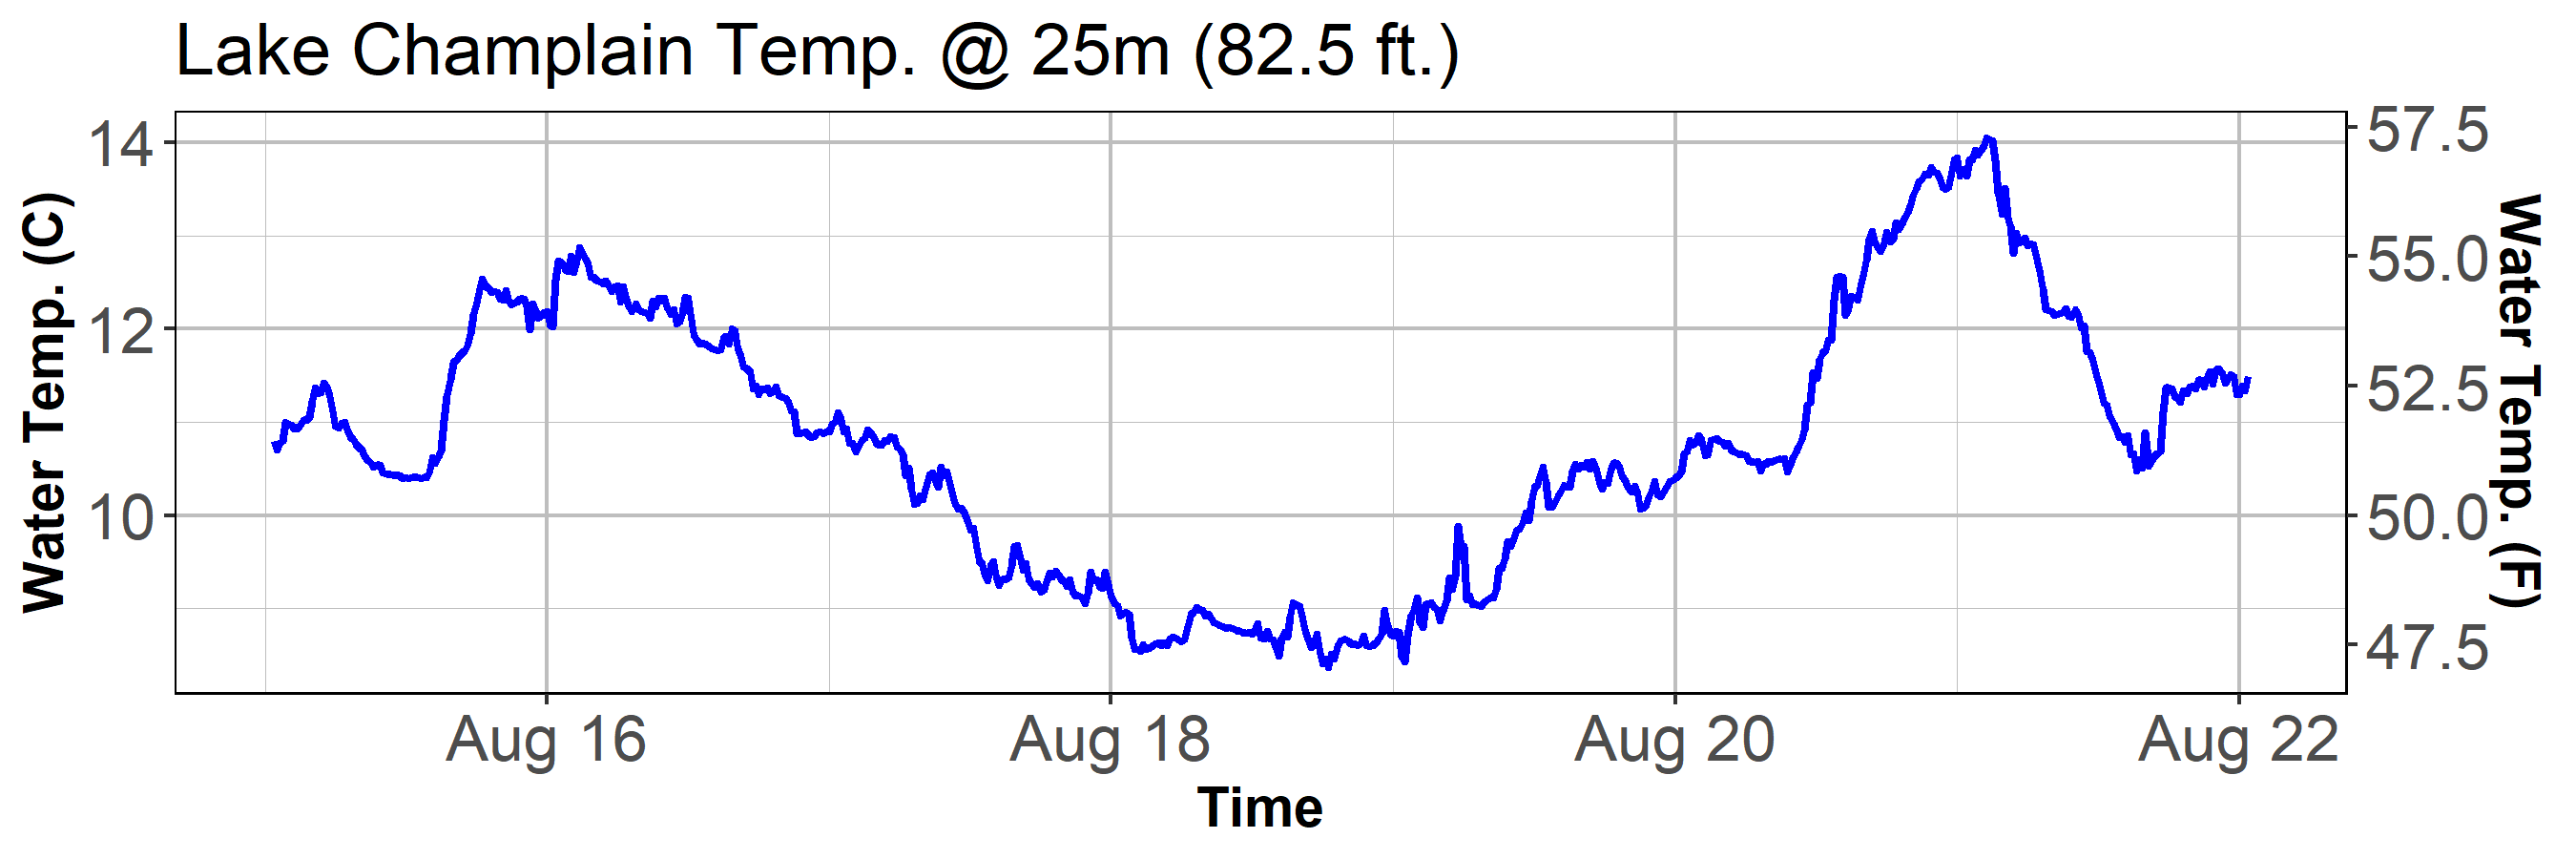 Lake Champlain Temp. @ 25m (82.5 ft.)
14
12
10
Water Temp. (C)
57.5
55.0
52.5
50.0
47.5
Water Temp. (F)
Aug 16 Aug 18 Aug 20 Aug 22
Time